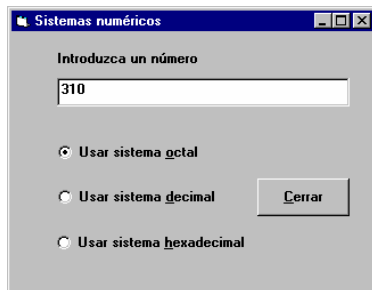 Sistemas numéricos
Introduzca un número
310
Usar sistema octal
Usar sistema decimal
Cerrar
Usar sistema hexadecimal